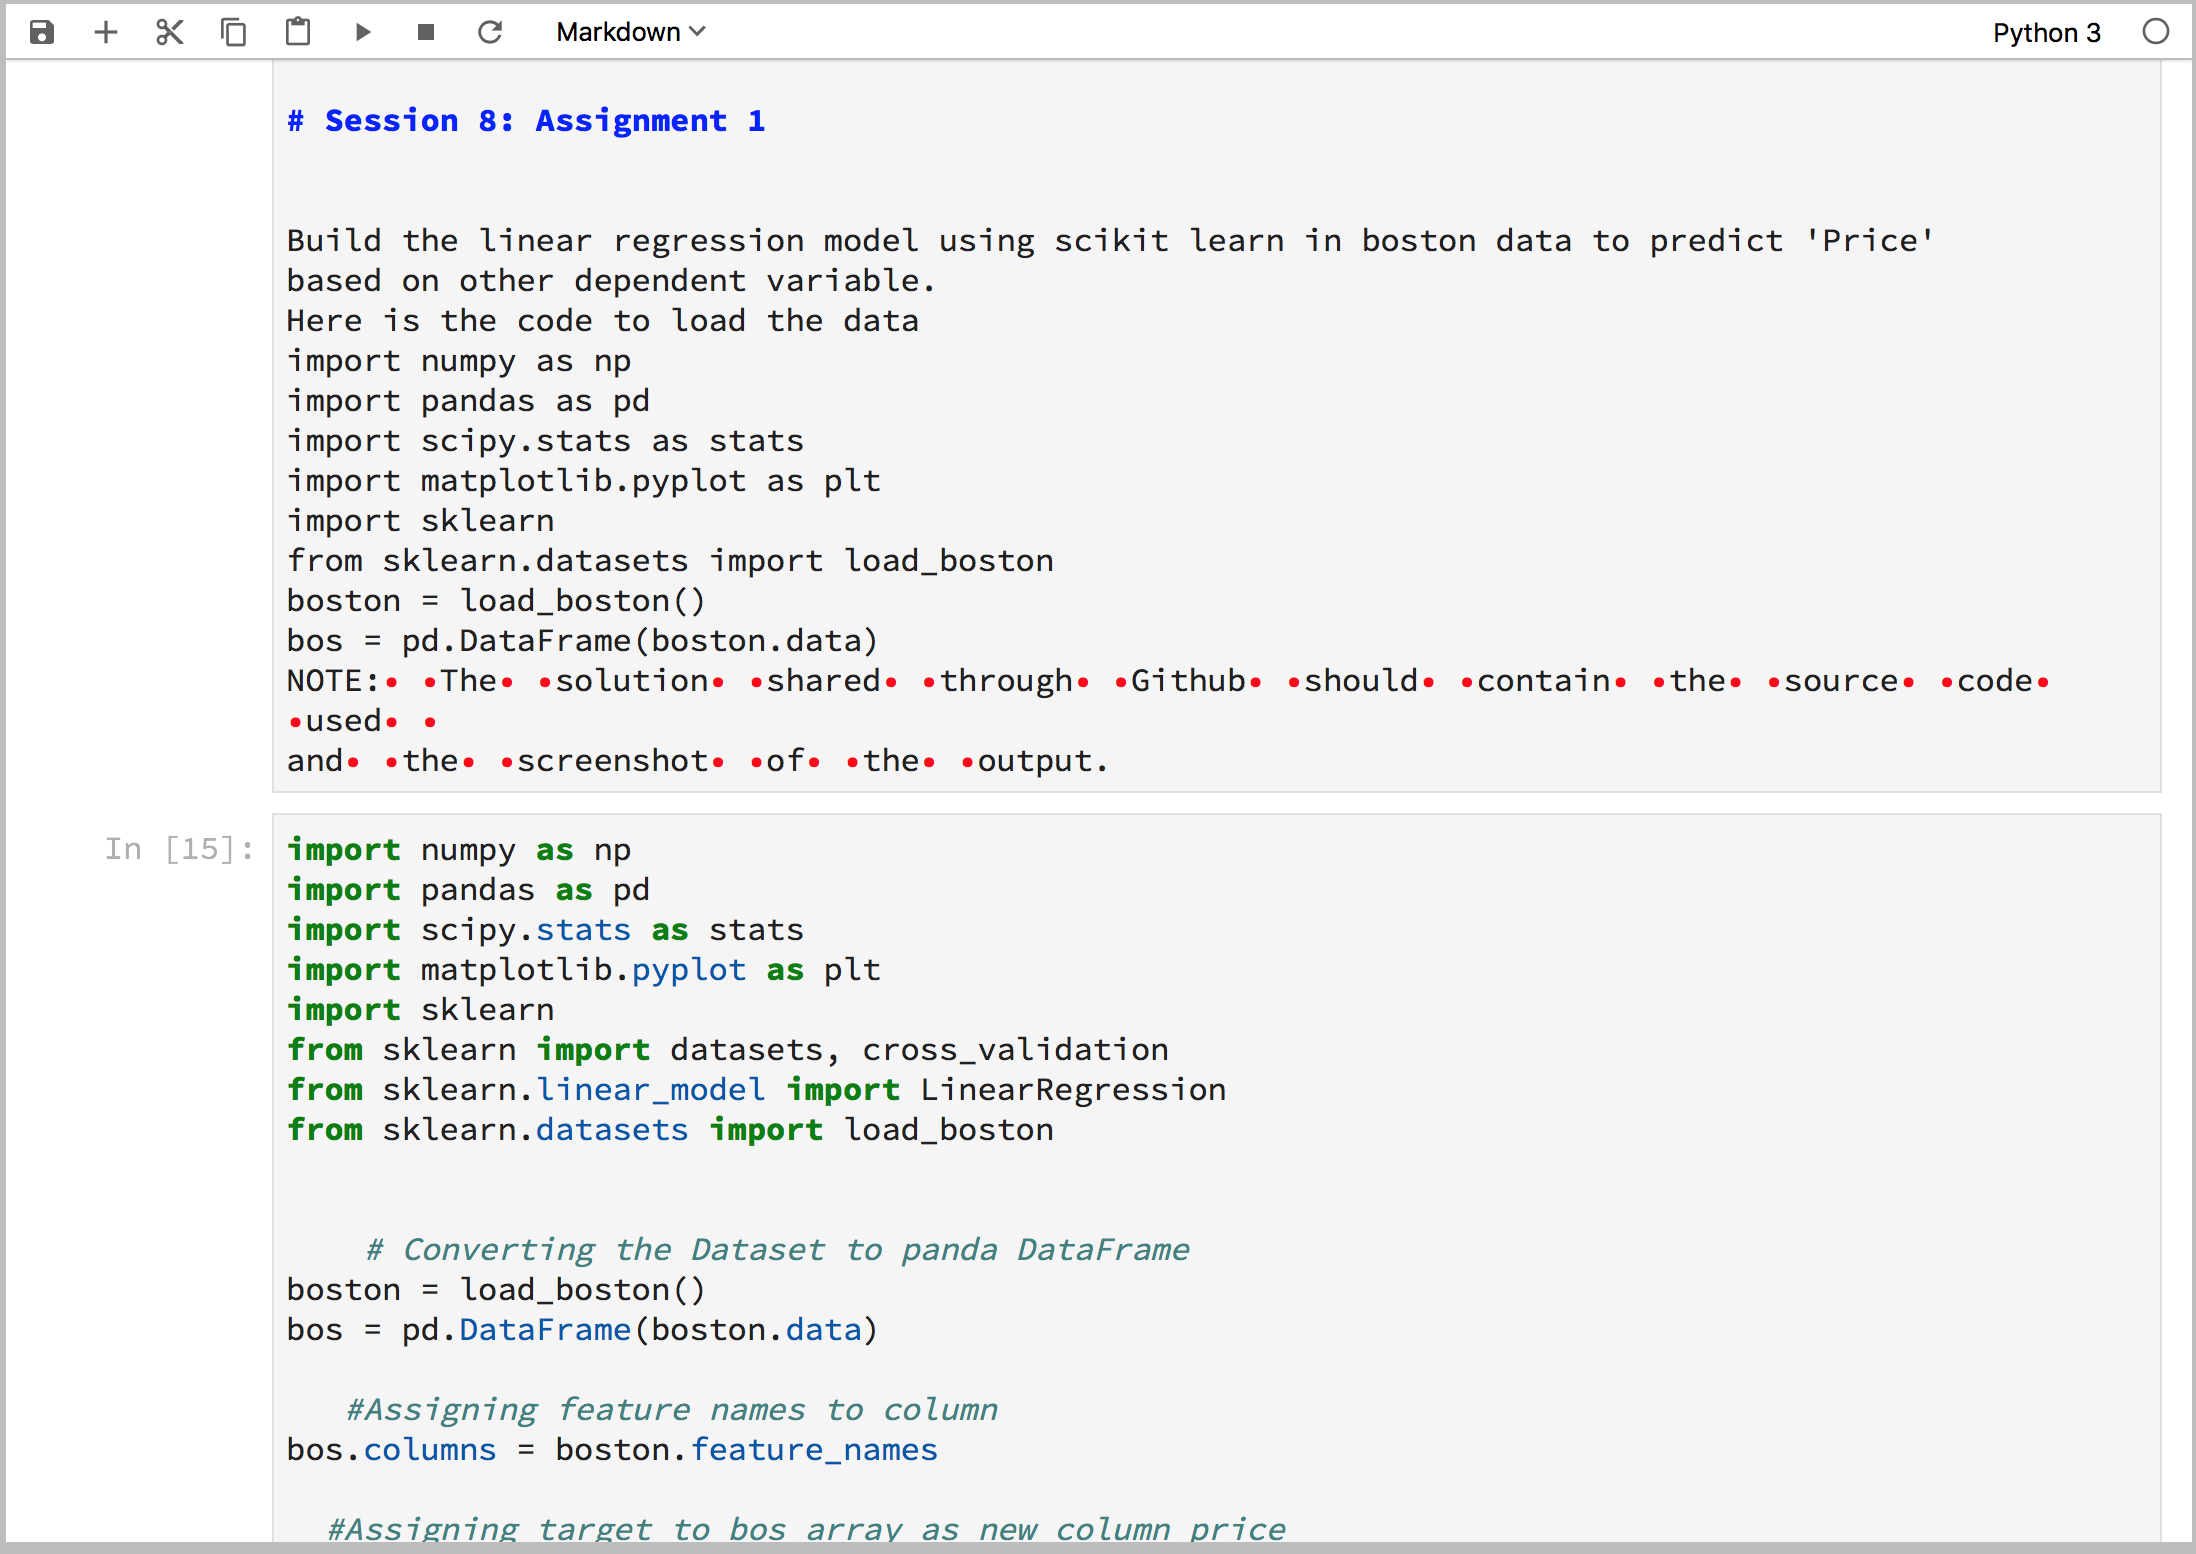 Markdown
Python 3
# Session 8: Assignment 1
Build the linear regression model using scikit learn in boston data to predict 'Price'
based on other dependent variable.
Here is the code to load the data
import numpy as np
import pandas as pd
import scipy.stats as stats
import matplotlib.pyplot as plt
import sklearn
from sklearn.datasets import load_boston
boston = load_boston()
bos = pd.DataFrame(boston.data)
NOTE:• •The• •solution• •shared• •through• •Github• •should• •contain• •the• •source• •code•
•used• •
and• •the• •screenshot• •of• •the• •output.
In [15]:
import numpy as np
import pandas as pd
import scipy.stats as stats
import matplotlib.pyplot as plt
import sklearn
from sklearn import datasets, cross_validation
from sklearn.linear_model import LinearRegression
from sklearn.datasets import load_boston
# Converting the Dataset to panda DataFrame
boston = load_boston()
bos = pd.DataFrame(boston.data)
#Assigning feature names to column
bos.columns = boston.feature_names
#Assigning target to bos array as new column price